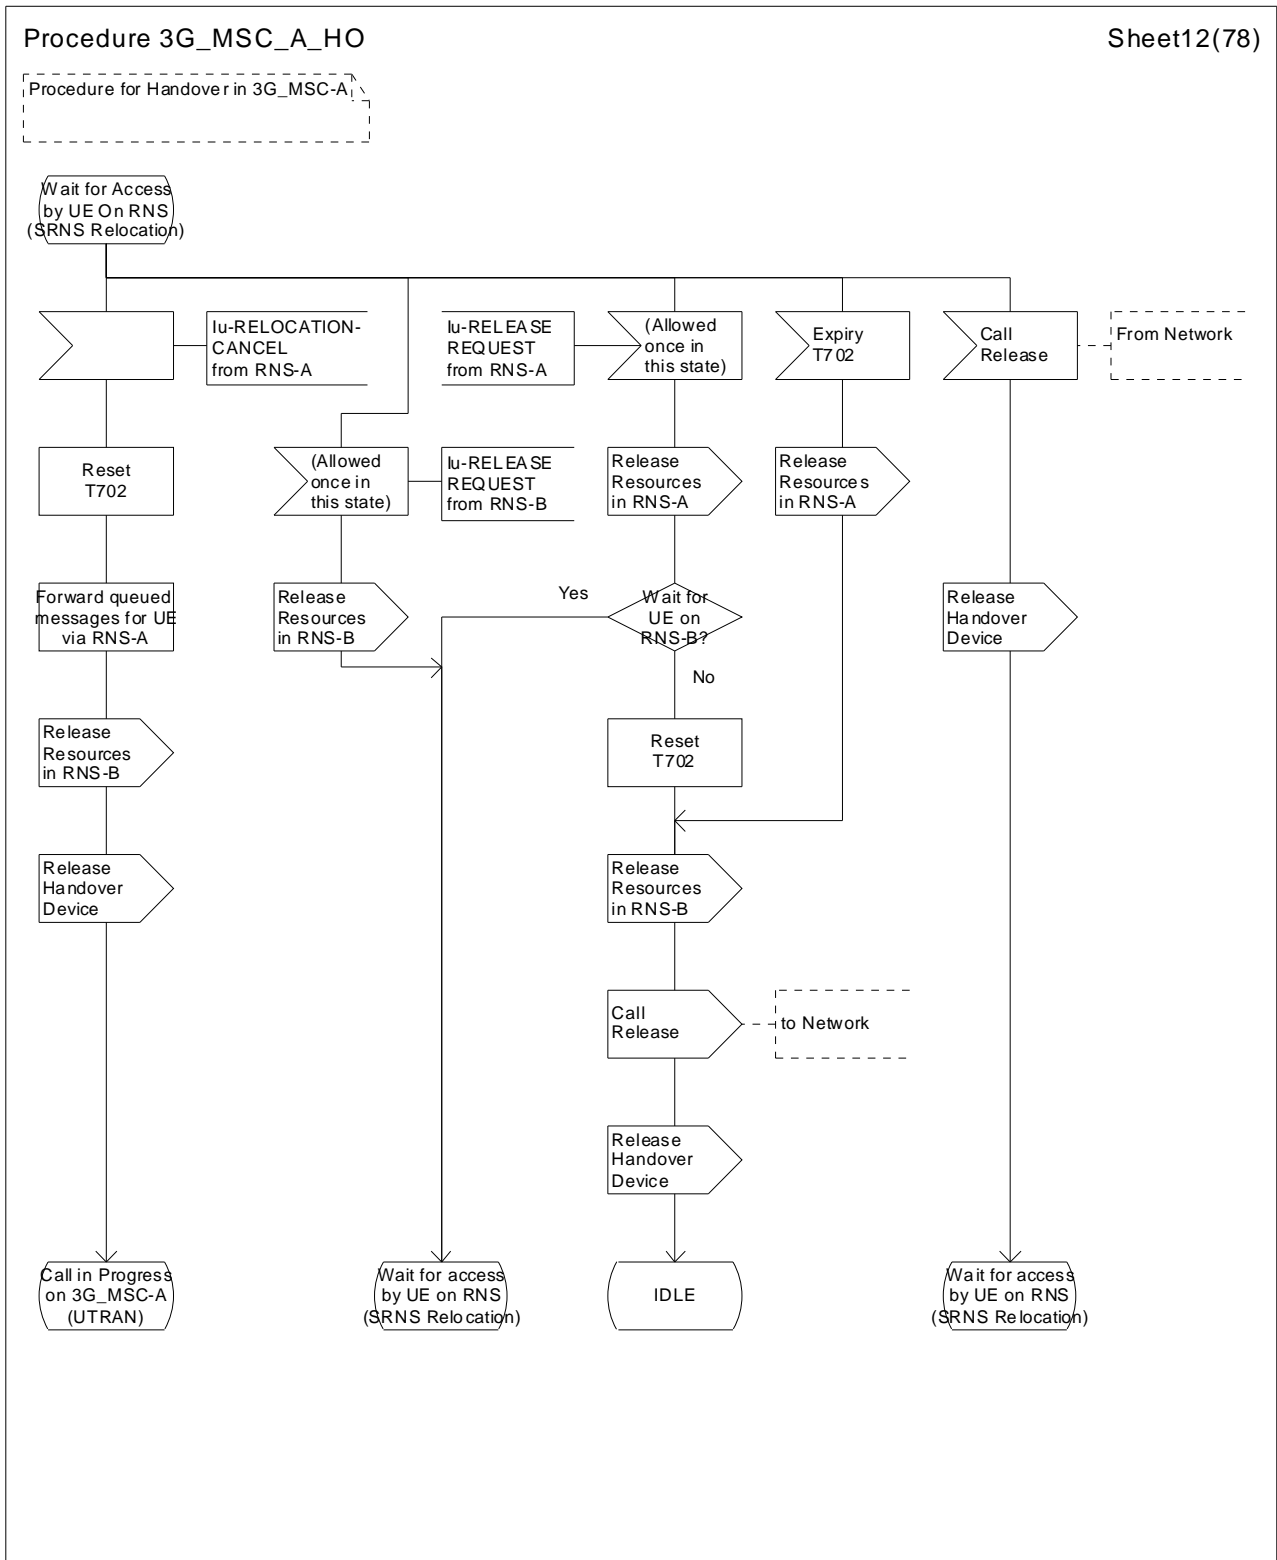 Procedure 3G_MSC_A_HO
Sheet12(78)
Procedure for Handover in 3G_MSC-A
Wait for Access
by UE On RNS
(SRNS Relocation)
Iu-RELOCATION-
CANCEL
from RNS-A
Iu-RELEASE
REQUEST
from RNS-A
(Allowed
once in
this state)
Expiry
T702
Call
Release
From Network
Reset
T702
(Allowed
once in
this state)
Iu-RELEASE
REQUEST
from RNS-B
Release
Resources
in RNS-A
Release
Resources
in RNS-A
Forward queued
messages for UE
via RNS-A
Release
Resources
in RNS-B
Yes
Wait for
UE on
RNS-B?
No
Release
Handover
Device
Release
Resources
in RNS-B
Reset
T702
Release
Handover
Device
Release
Resources
in RNS-B
Call
Release
to Network
Release
Handover
Device
Call in Progress
on 3G_MSC-A
(UTRAN)
Wait for access
by UE on RNS
(SRNS Relocation)
IDLE
Wait for access
by UE on RNS
(SRNS Relocation)